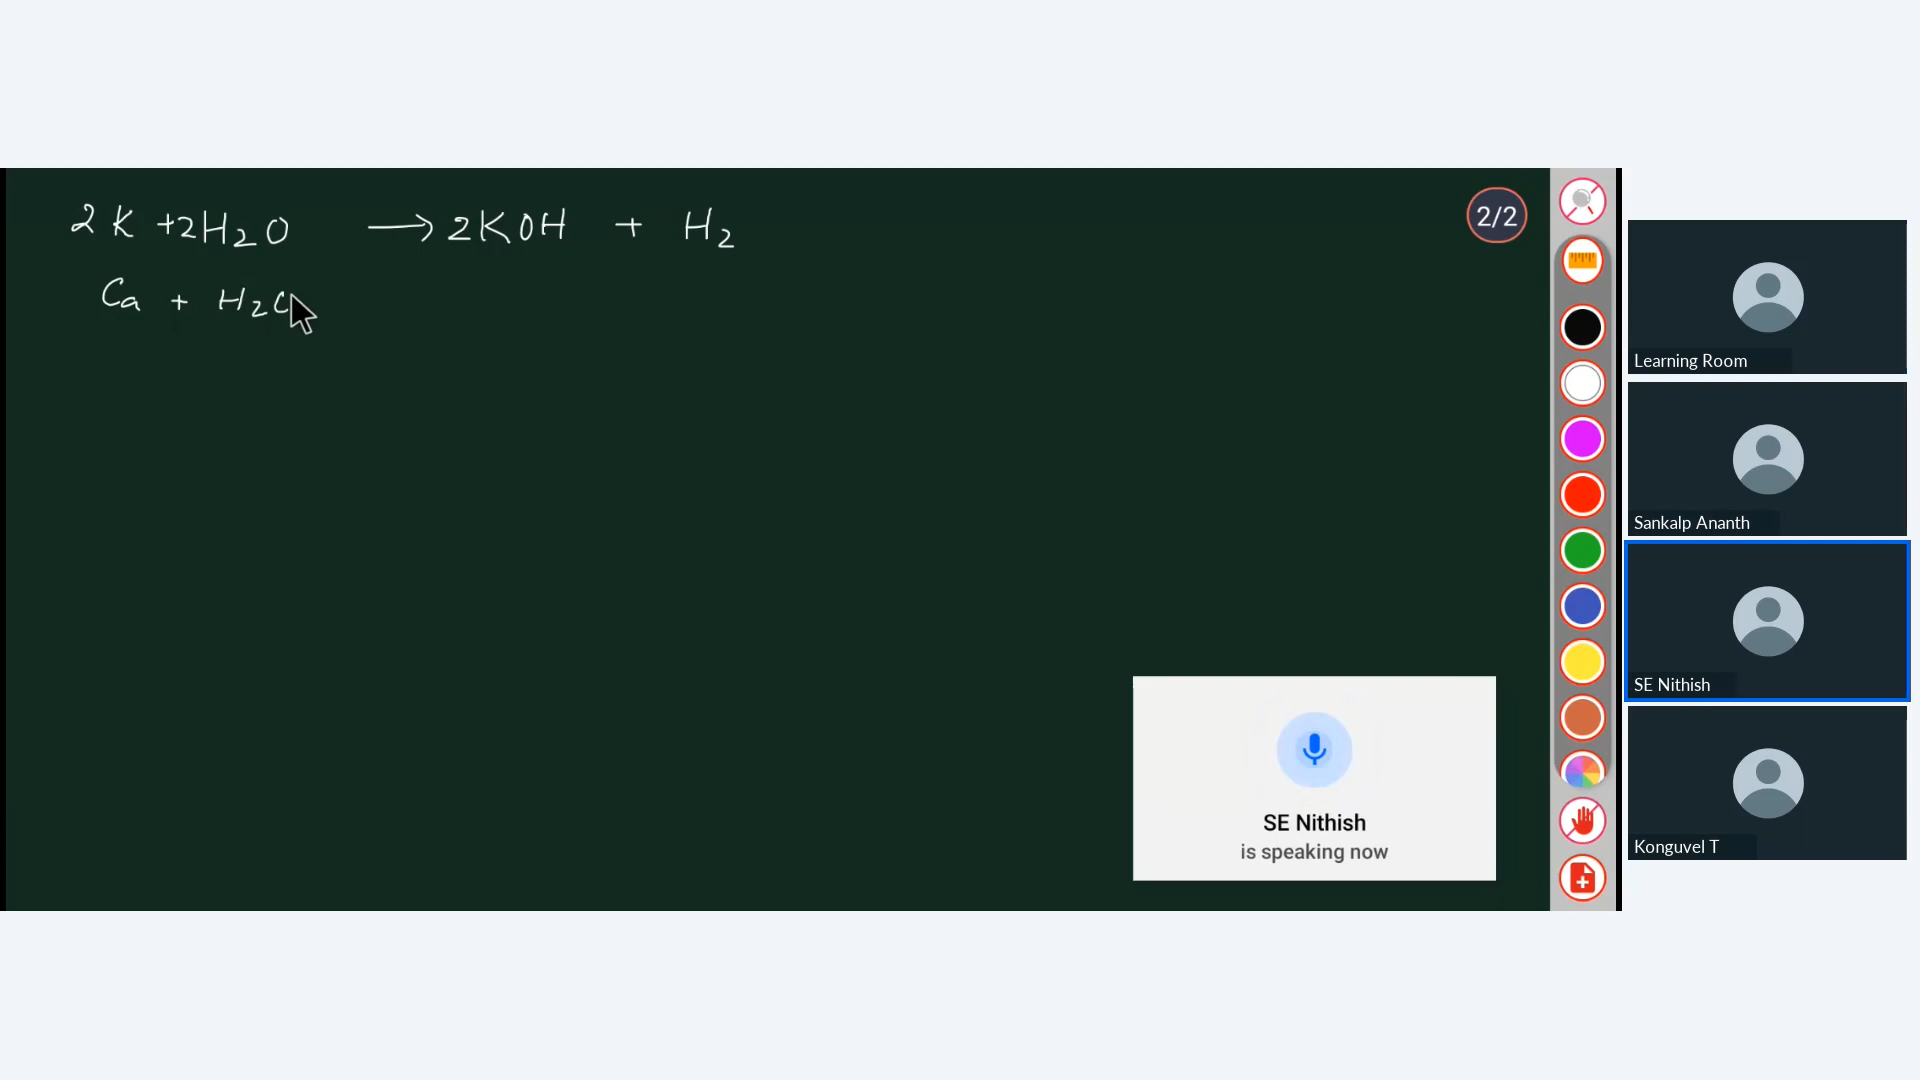 2K + 2H2O → 2KOH + H2
Ca + H2O
2/2
Learning Room
Sankalp Ananth
SE Nithish
Konguvel T
SE Nithish
is speaking now